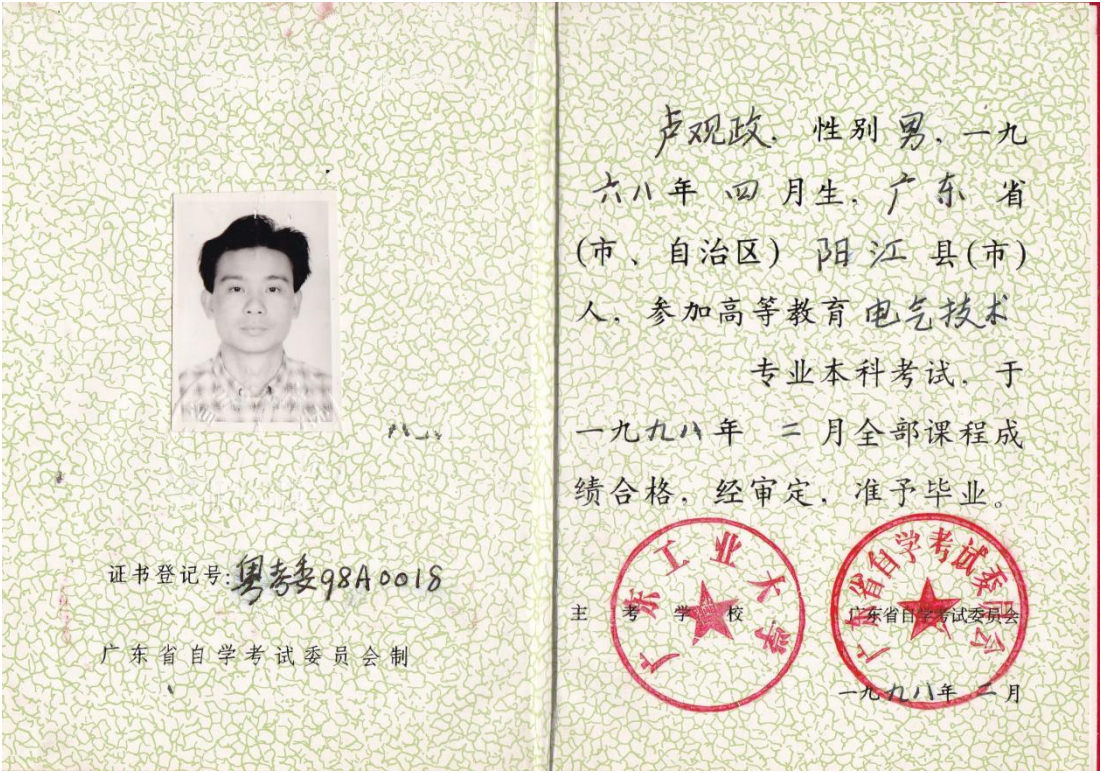 证书登记号:粤考委98A0018
广东省自学考试委员会制
卢观政，性别男，一九
六八年四月生，广东省
(市、自治区)阳江县(市)
人，参加高等教育电气技术
专业本科考试，于
一九九八年二月全部课程成
绩合格，经审定，准予毕业。
广东工业大学
广东省自学考试委员会
主考学校
广东省自学考试委员会
一九九八年二月